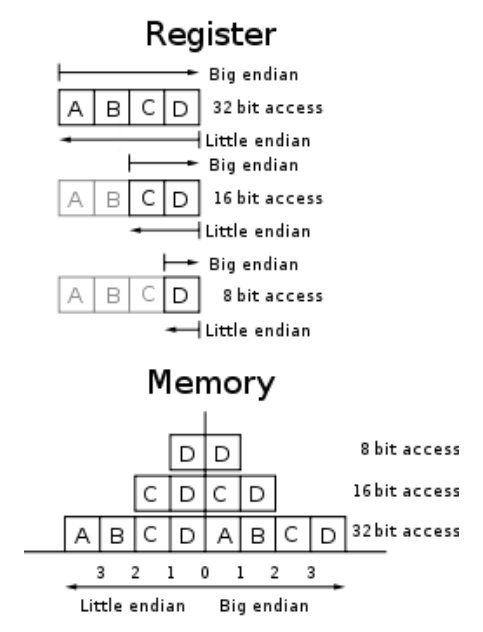 Register
Big endian
A B C D 32 bit access
Little endian
Big endian
A B C D 16 bit access
Little endian
Big endian
A B C D 8 bit access
Little endian
Memory
D D 8 bit access
C D C D 16 bit access
A B C D A B C D 32 bit access
3 2 1 0 1 2 3
Little endian Big endian